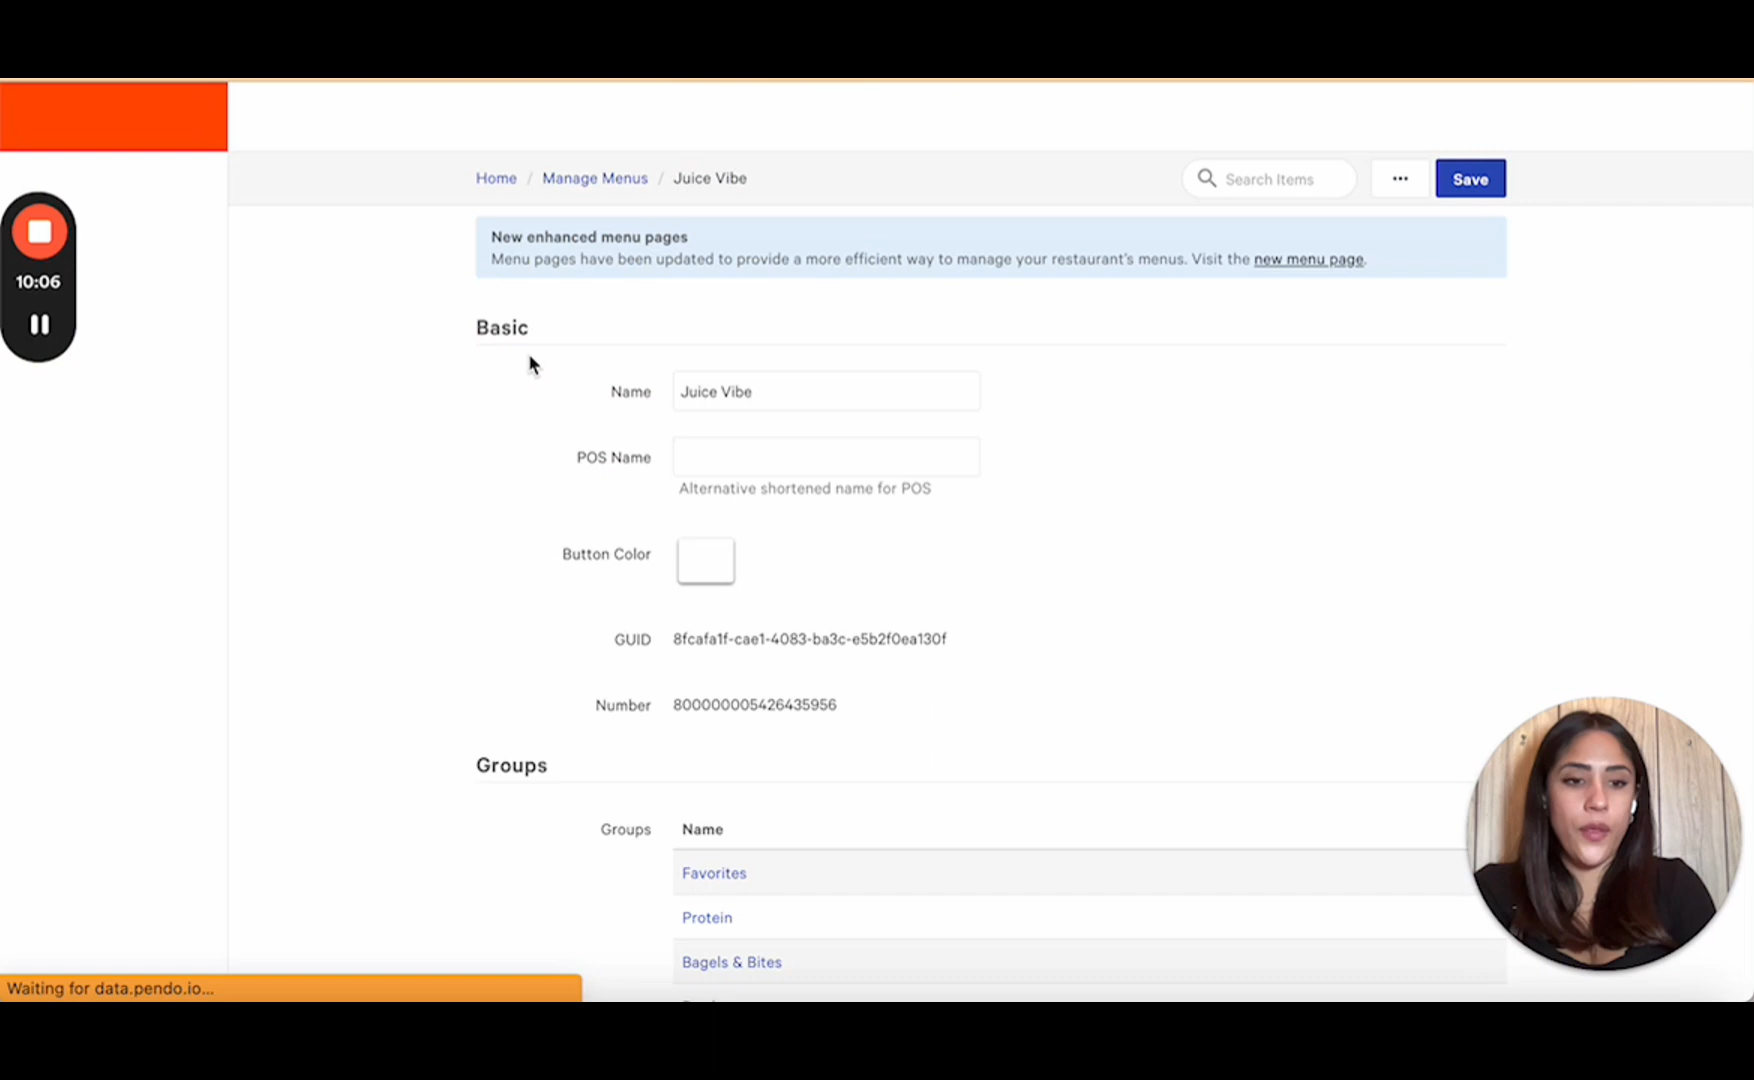 Home / Manage Menus / Juice Vibe
Search Items
...
Save
New enhanced menu pages
Menu pages have been updated to provide a more efficient way to manage your restaurant's menus. Visit the new menu page.
10:06
Basic
Name
Juice Vibe
POS Name
Alternative shortened name for POS
Button Color
GUID
8fcafa1f-cae1-4083-ba3c-e5b2f0ea130f
Number
800000005426435956
Groups
Groups
Name
Favorites
Protein
Bagels & Bites
Waiting for data.pendo.io...